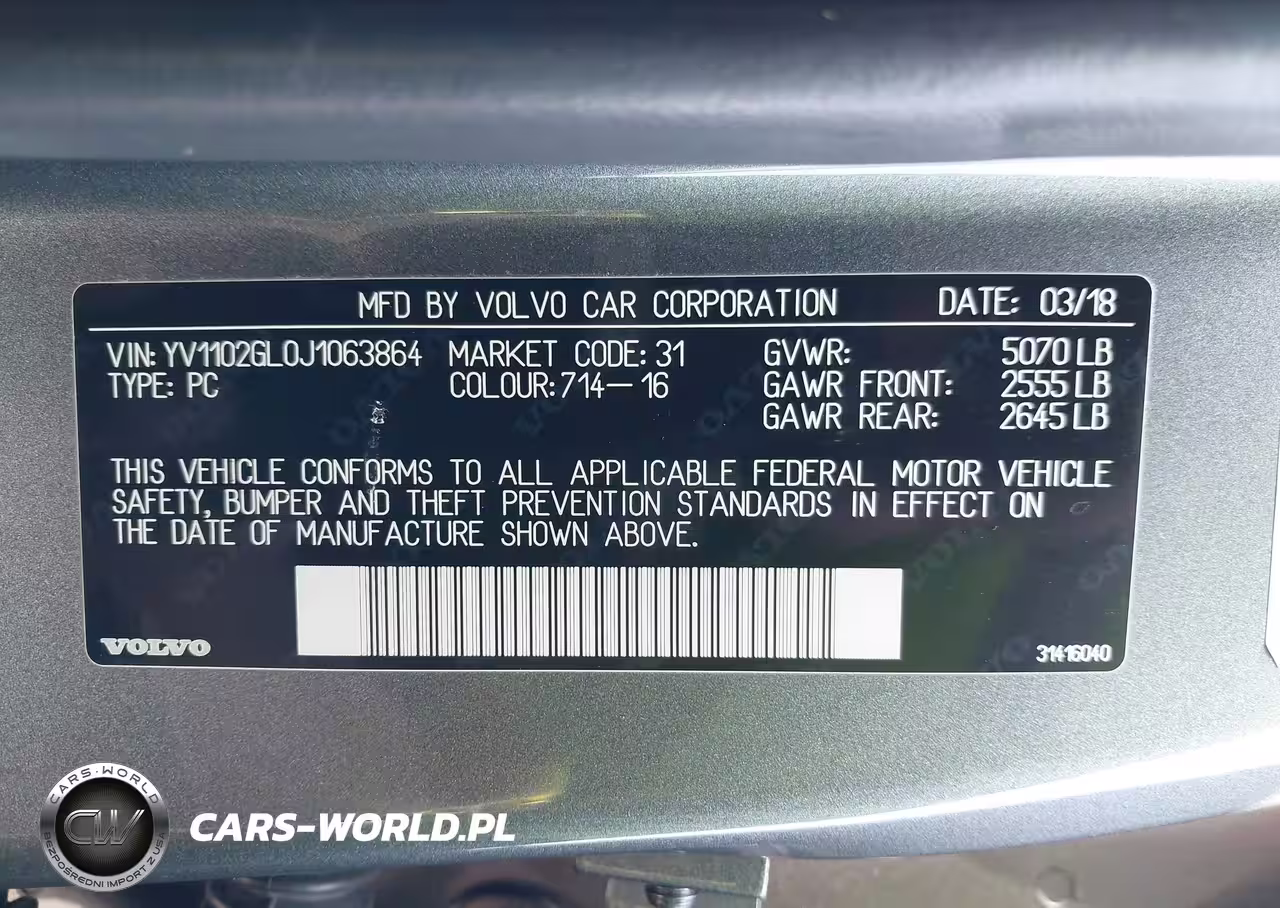 MFD BY VOLVO CAR CORPORATION DATE: 03/18
VIN: YV1102GL0J1063864 MARKET CODE: 31 GVWR: 5070 LB
TYPE: PC COLOUR: 714-16 GAWR FRONT: 2555 LB
GAWR REAR: 2645 LB
THIS VEHICLE CONFORMS TO ALL APPLICABLE FEDERAL MOTOR VEHICLE
SAFETY, BUMPER AND THEFT PREVENTION STANDARDS IN EFFECT ON
THE DATE OF MANUFACTURE SHOWN ABOVE.
VOLVO
31416040
CARS-WORLD
CW
BEZPOŚREDNI IMPORT Z USA
CARS-WORLD.PL